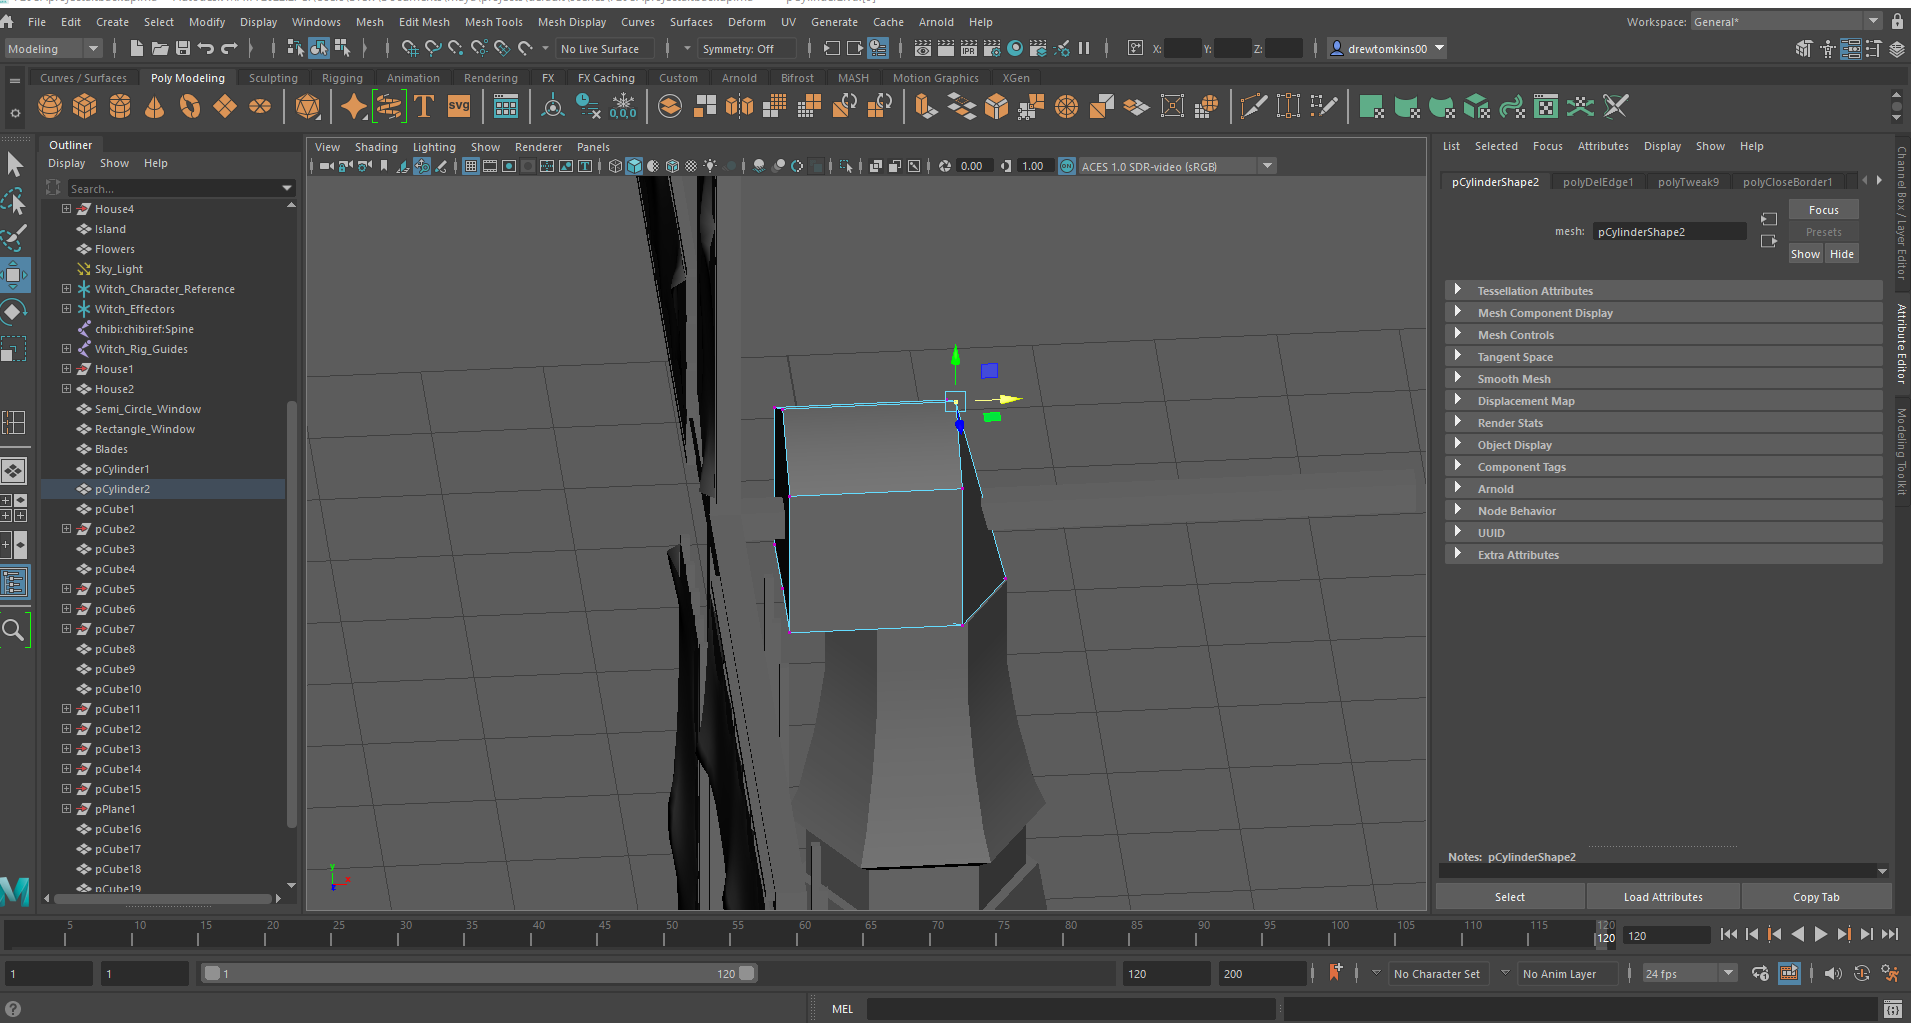 File Edit Create Select Modify Display Windows Mesh Edit Mesh Mesh Tools Mesh Display Curves Surfaces Deform UV Generate Cache Arnold Help Workspace: General*
Modeling No Live Surface Symmetry: Off IPR X: Y: Z: drewtomkins00
Curves / Surfaces Poly Modeling Sculpting Rigging Animation Rendering FX FX Caching Custom Arnold Bifrost MASH Motion Graphics XGen
T SVG 0,0,0
Outliner
Display Show Help
Search...
House4
Island
Flowers
Sky_Light
Witch_Character_Reference
Witch_Effectors
chibi:chibiref:Spine
Witch_Rig_Guides
House1
House2
Semi_Circle_Window
Rectangle_Window
Blades
pCylinder1
pCylinder2
pCube1
pCube2
pCube3
pCube4
pCube5
pCube6
pCube7
pCube8
pCube9
pCube10
pCube11
pCube12
pCube13
pCube14
pCube15
pPlane1
pCube16
pCube17
pCube18
pCube19
View Shading Lighting Show Renderer Panels
0.00 1.00 ON ACES 1.0 SDR-video (sRGB)
y
List Selected Focus Attributes Display Show Help
pCylinderShape2 polyDelEdge1 polyTweak9 polyCloseBorder1
Focus
mesh: pCylinderShape2
Presets
Show Hide
Tessellation Attributes
Mesh Component Display
Mesh Controls
Tangent Space
Smooth Mesh
Displacement Map
Render Stats
Object Display
Component Tags
Arnold
Node Behavior
UUID
Extra Attributes
Notes: pCylinderShape2
Select Load Attributes Copy Tab
Channel Box / Layer Editor
Attribute Editor
Modeling Toolkit
5 10 15 20 25 30 35 40 45 50 55 60 65 70 75 80 85 90 95 100 105 110 115 120
120 120
1 1 1 120 120 200 No Character Set No Anim Layer 24 fps
MEL